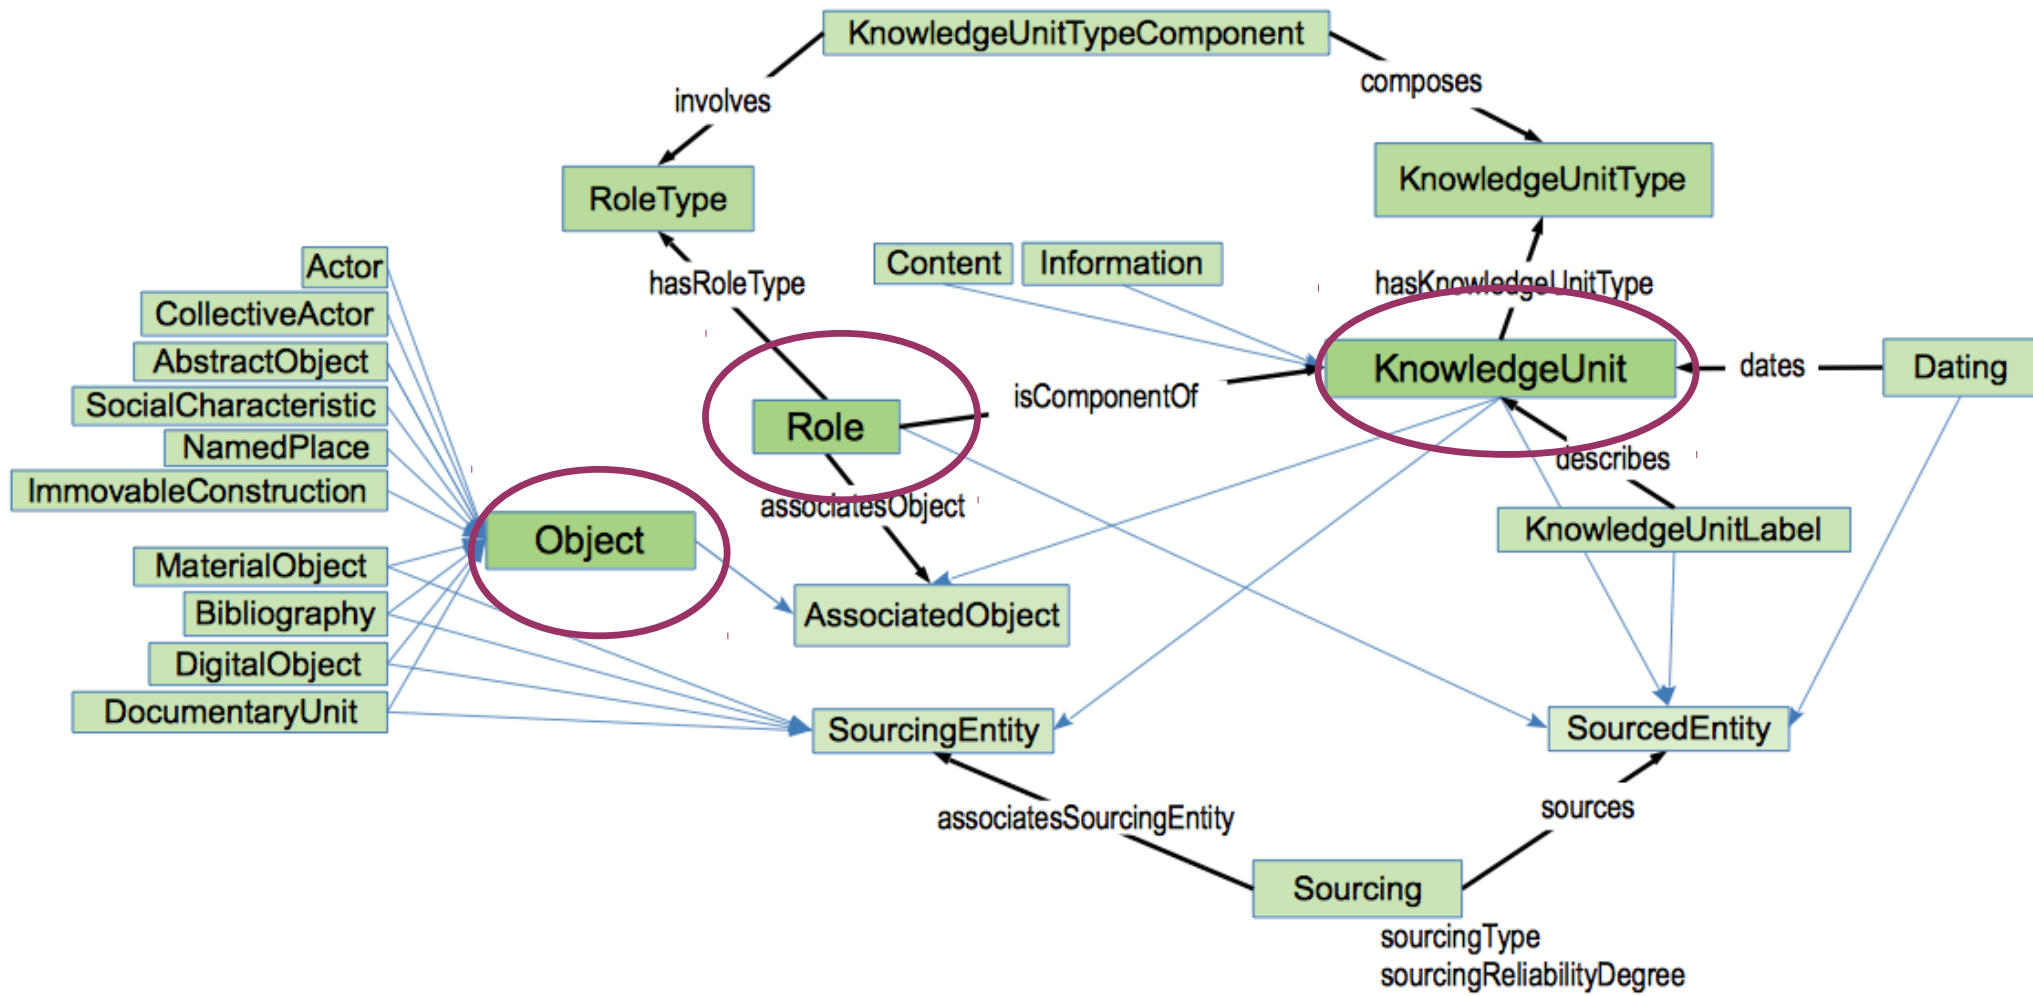 KnowledgeUnitTypeComponent
composes
involves
KnowledgeUnitType
RoleType
Actor
Content
Information
hasRoleType
hasKnowledgeUnitType
CollectiveActor
AbstractObject
KnowledgeUnit
dates
Dating
SocialCharacteristic
isComponentOf
Role
NamedPlace
describes
ImmovableConstruction
associatesObject
KnowledgeUnitLabel
Object
MaterialObject
Bibliography
AssociatedObject
DigitalObject
DocumentaryUnit
SourcingEntity
SourcedEntity
associatesSourcingEntity
sources
Sourcing
sourcingType
sourcingReliabilityDegree